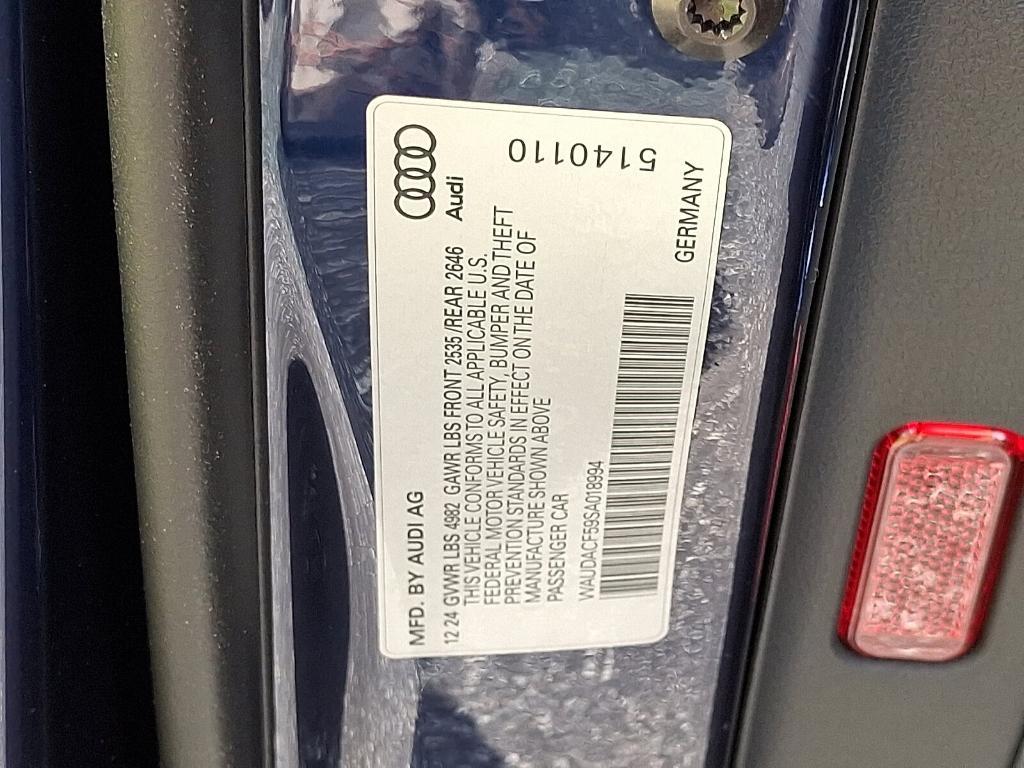 MFD. BY AUDI AG
Audi
12 24 GVWR LBS 4982 GAWR LBS FRONT 2535 /REAR 2646
THIS VEHICLE CONFORMS TO ALL APPLICABLE U.S.
FEDERAL MOTOR VEHICLE SAFETY, BUMPER AND THEFT
PREVENTION STANDARDS IN EFFECT ON THE DATE OF
MANUFACTURE SHOWN ABOVE
PASSENGER CAR
WAUDACF59SA018994
GERMANY
5140110